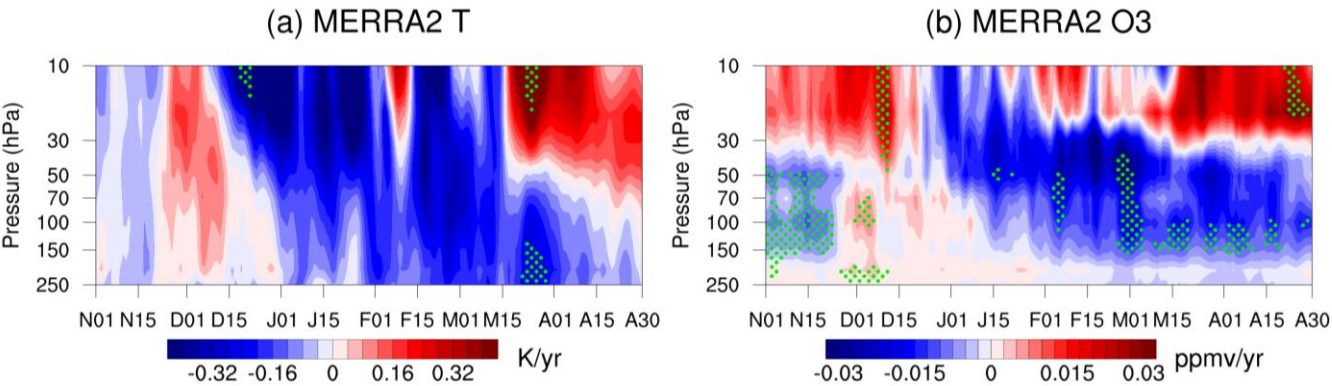 (a) MERRA2 T
(b) MERRA2 O3
Pressure (hPa)
10
30
50
70
100
150
250
N01 N15 D01 D15 J01 J15 F01 F15 M01 M15 A01 A15 A30
-0.32 -0.16 0 0.16 0.32 K/yr
Pressure (hPa)
10
30
50
70
100
150
250
N01 N15 D01 D15 J01 J15 F01 F15 M01 M15 A01 A15 A30
-0.03 -0.015 0 0.015 0.03 ppmv/yr